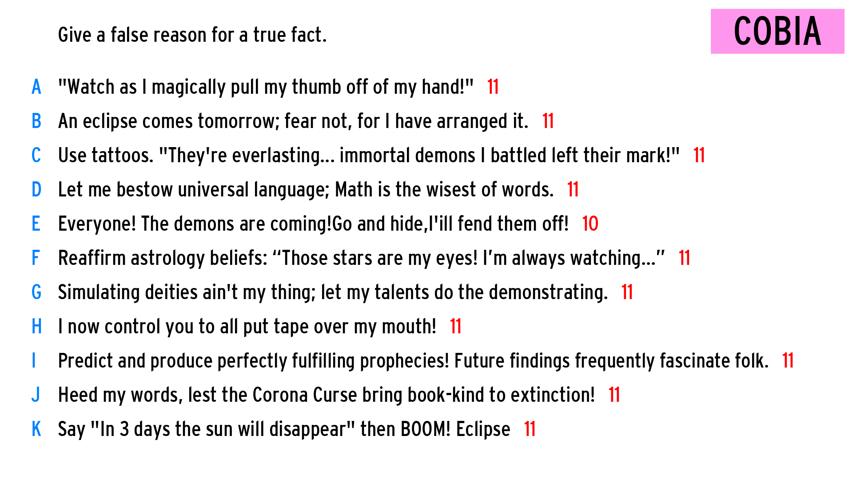 Give a false reason for a true fact.
COBIA
A "Watch as I magically pull my thumb off of my hand!" 11
B An eclipse comes tomorrow; fear not, for I have arranged it. 11
C Use tattoos. "They're everlasting... immortal demons I battled left their mark!" 11
D Let me bestow universal language; Math is the wisest of words. 11
E Everyone! The demons are coming!Go and hide,I'ill fend them off! 10
F Reaffirm astrology beliefs: “Those stars are my eyes! I’m always watching...” 11
G Simulating deities ain't my thing; let my talents do the demonstrating. 11
H I now control you to all put tape over my mouth! 11
I Predict and produce perfectly fulfilling prophecies! Future findings frequently fascinate folk. 11
J Heed my words, lest the Corona Curse bring book-kind to extinction! 11
K Say "In 3 days the sun will disappear" then BOOM! Eclipse 11